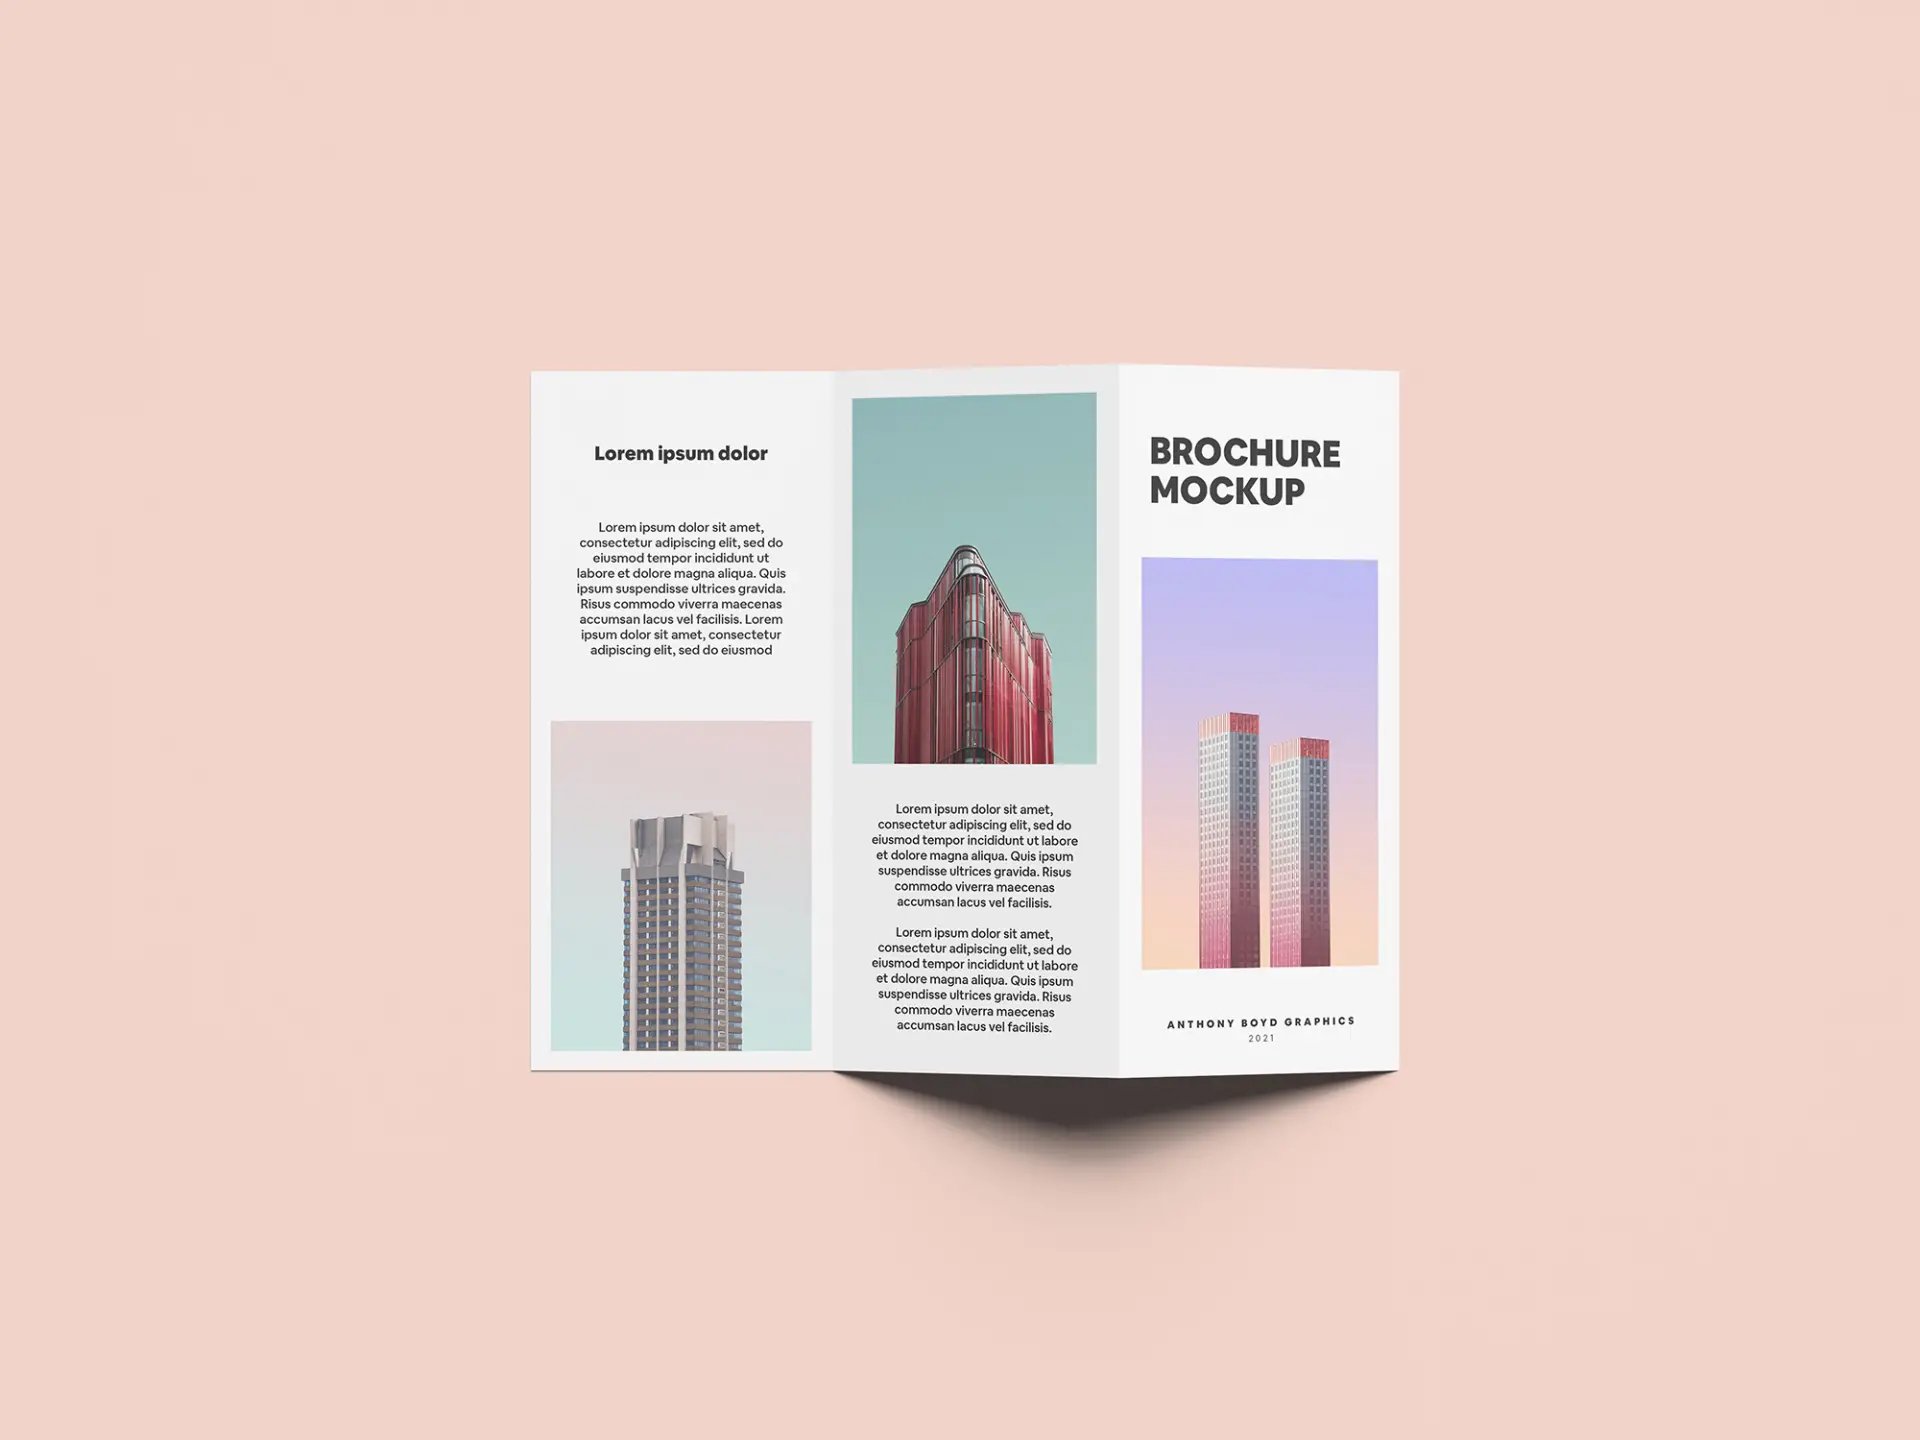 Lorem ipsum dolor
Lorem ipsum dolor sit amet,
consectetur adipiscing elit, sed do
eiusmod tempor incididunt ut
labore et dolore magna aliqua. Quis
ipsum suspendisse ultrices gravida.
Risus commodo viverra maecenas
accumsan lacus vel facilisis. Lorem
ipsum dolor sit amet, consectetur
adipiscing elit, sed do eiusmod
Lorem ipsum dolor sit amet,
consectetur adipiscing elit, sed do
eiusmod tempor incididunt ut labore
et dolore magna aliqua. Quis ipsum
suspendisse ultrices gravida. Risus
commodo viverra maecenas
accumsan lacus vel facilisis.
Lorem ipsum dolor sit amet,
consectetur adipiscing elit, sed do
eiusmod tempor incididunt ut labore
et dolore magna aliqua. Quis ipsum
suspendisse ultrices gravida. Risus
commodo viverra maecenas
accumsan lacus vel facilisis.
BROCHURE
MOCKUP
ANTHONY BOYD GRAPHICS
2021